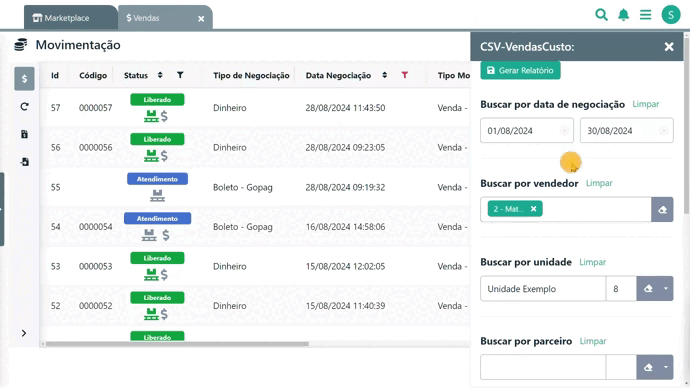 Marketplace
Vendas
S
Movimentação
Id Código Status Tipo de Negociação Data Negociação Tipo Mo
57 0000057 Liberado Dinheiro 28/08/2024 11:43:50 Venda -
56 0000056 Liberado Dinheiro 28/08/2024 09:23:05 Venda -
55 Atendimento Boleto - Gopag 28/08/2024 09:19:32 Venda -
54 0000054 Atendimento Boleto - Gopag 16/08/2024 14:58:06 Venda -
53 0000053 Liberado Dinheiro 15/08/2024 12:02:05 Venda -
52 0000052 Liberado Dinheiro 15/08/2024 11:40:39 Venda -
Liberado
CSV-VendasCusto:
Gerar Relatório
Buscar por data de negociação Limpar
01/08/2024 30/08/2024
Buscar por vendedor Limpar
2 - Mat...
Buscar por unidade Limpar
Unidade Exemplo 8
Buscar por parceiro Limpar